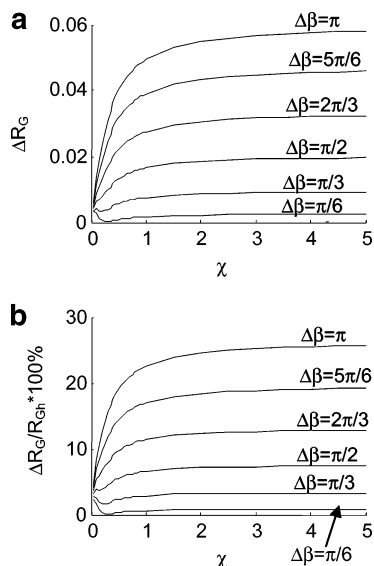 a
0.06
Δβ=π
Δβ=5π/6
0.04
Δβ=2π/3
ΔR_G
0.02
Δβ=π/2
Δβ=π/3
Δβ=π/6
0
0 1 2 3 4 5
χ
b
30
Δβ=π
20
Δβ=5π/6
ΔR_G/R_Gh*100%
Δβ=2π/3
10
Δβ=π/2
Δβ=π/3
0
0 1 2 3 4 5
χ
Δβ=π/6